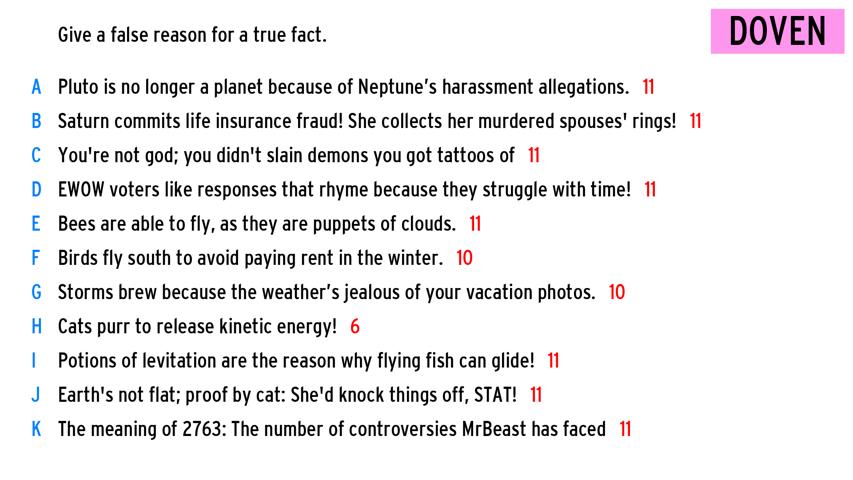 Give a false reason for a true fact.
DOVEN
A Pluto is no longer a planet because of Neptune’s harassment allegations. 11
B Saturn commits life insurance fraud! She collects her murdered spouses' rings! 11
C You're not god; you didn't slain demons you got tattoos of 11
D EWOW voters like responses that rhyme because they struggle with time! 11
E Bees are able to fly, as they are puppets of clouds. 11
F Birds fly south to avoid paying rent in the winter. 10
G Storms brew because the weather’s jealous of your vacation photos. 10
H Cats purr to release kinetic energy! 6
I Potions of levitation are the reason why flying fish can glide! 11
J Earth's not flat; proof by cat: She'd knock things off, STAT! 11
K The meaning of 2763: The number of controversies MrBeast has faced 11